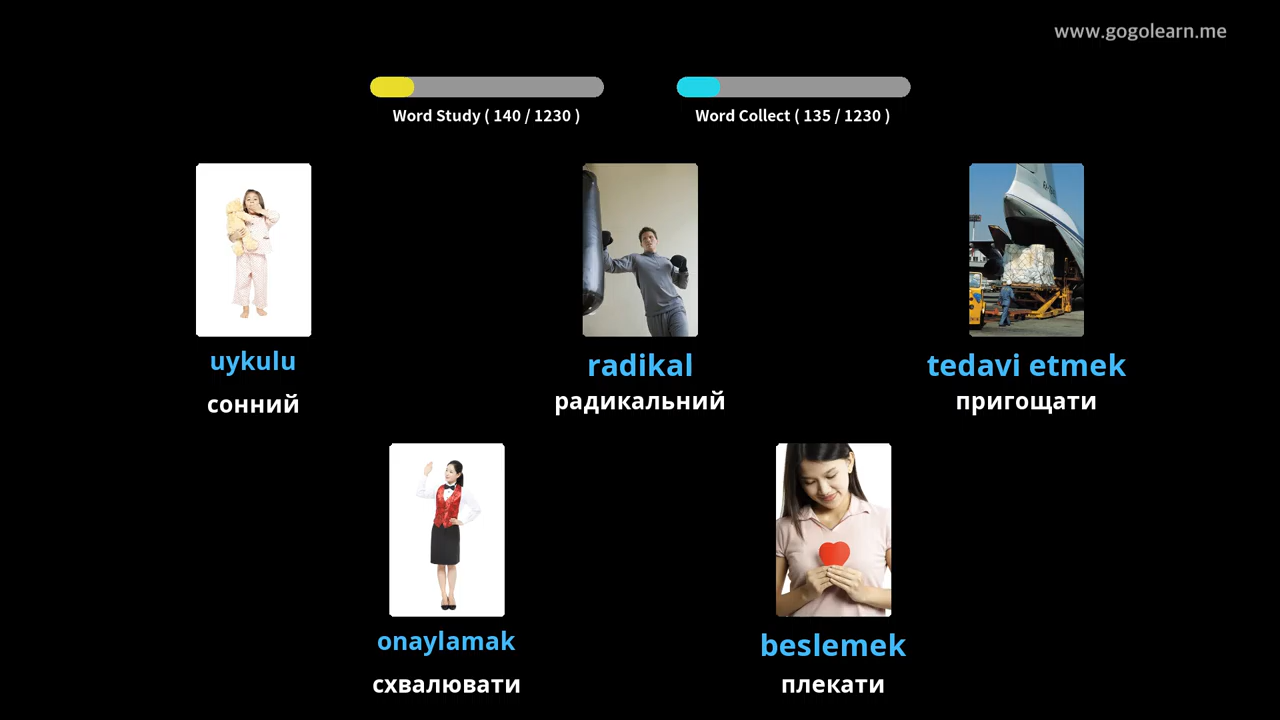 www.gogolearn.me
Word Study ( 140 / 1230 )
Word Collect ( 135 / 1230 )
uykulu
сонний
radikal
радикальний
tedavi etmek
пригощати
onaylamak
схвалювати
beslemek
плекати